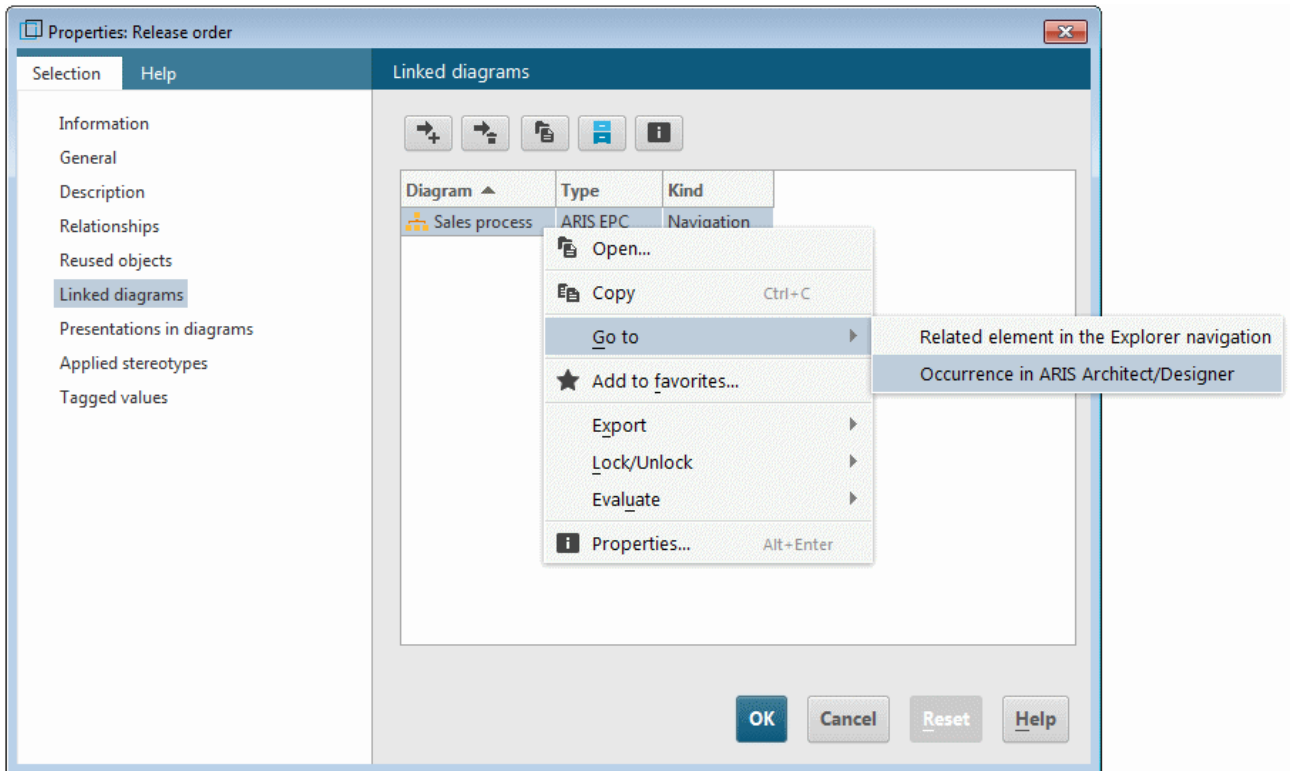 Properties: Release order
Selection Help
Linked diagrams
Information
General
Description
Relationships
Reused objects
Linked diagrams
Presentations in diagrams
Applied stereotypes
Tagged values
Diagram Type Kind
Sales process ARIS EPC Navigation
Open...
Copy Ctrl+C
Go to
Related element in the Explorer navigation
Occurrence in ARIS Architect/Designer
Add to favorites...
Export
Lock/Unlock
Evaluate
Properties... Alt+Enter
OK Cancel Reset Help